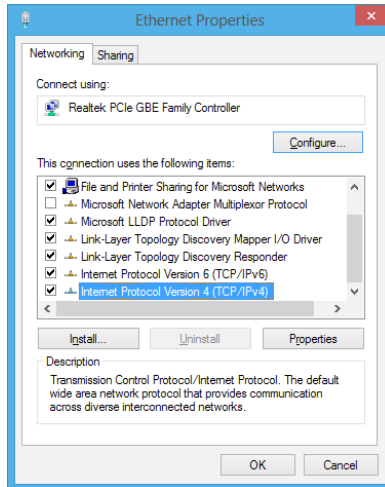 Ethernet Properties
Networking
Sharing
Connect using:
Realtek PCIe GBE Family Controller
Configure...
This connection uses the following items:
File and Printer Sharing for Microsoft Networks
Microsoft Network Adapter Multiplexor Protocol
Microsoft LLDP Protocol Driver
Link-Layer Topology Discovery Mapper I/O Driver
Link-Layer Topology Discovery Responder
Internet Protocol Version 6 (TCP/IPv6)
Internet Protocol Version 4 (TCP/IPv4)
Install...
Uninstall
Properties
Description
Transmission Control Protocol/Internet Protocol. The default
wide area network protocol that provides communication
across diverse interconnected networks.
OK
Cancel